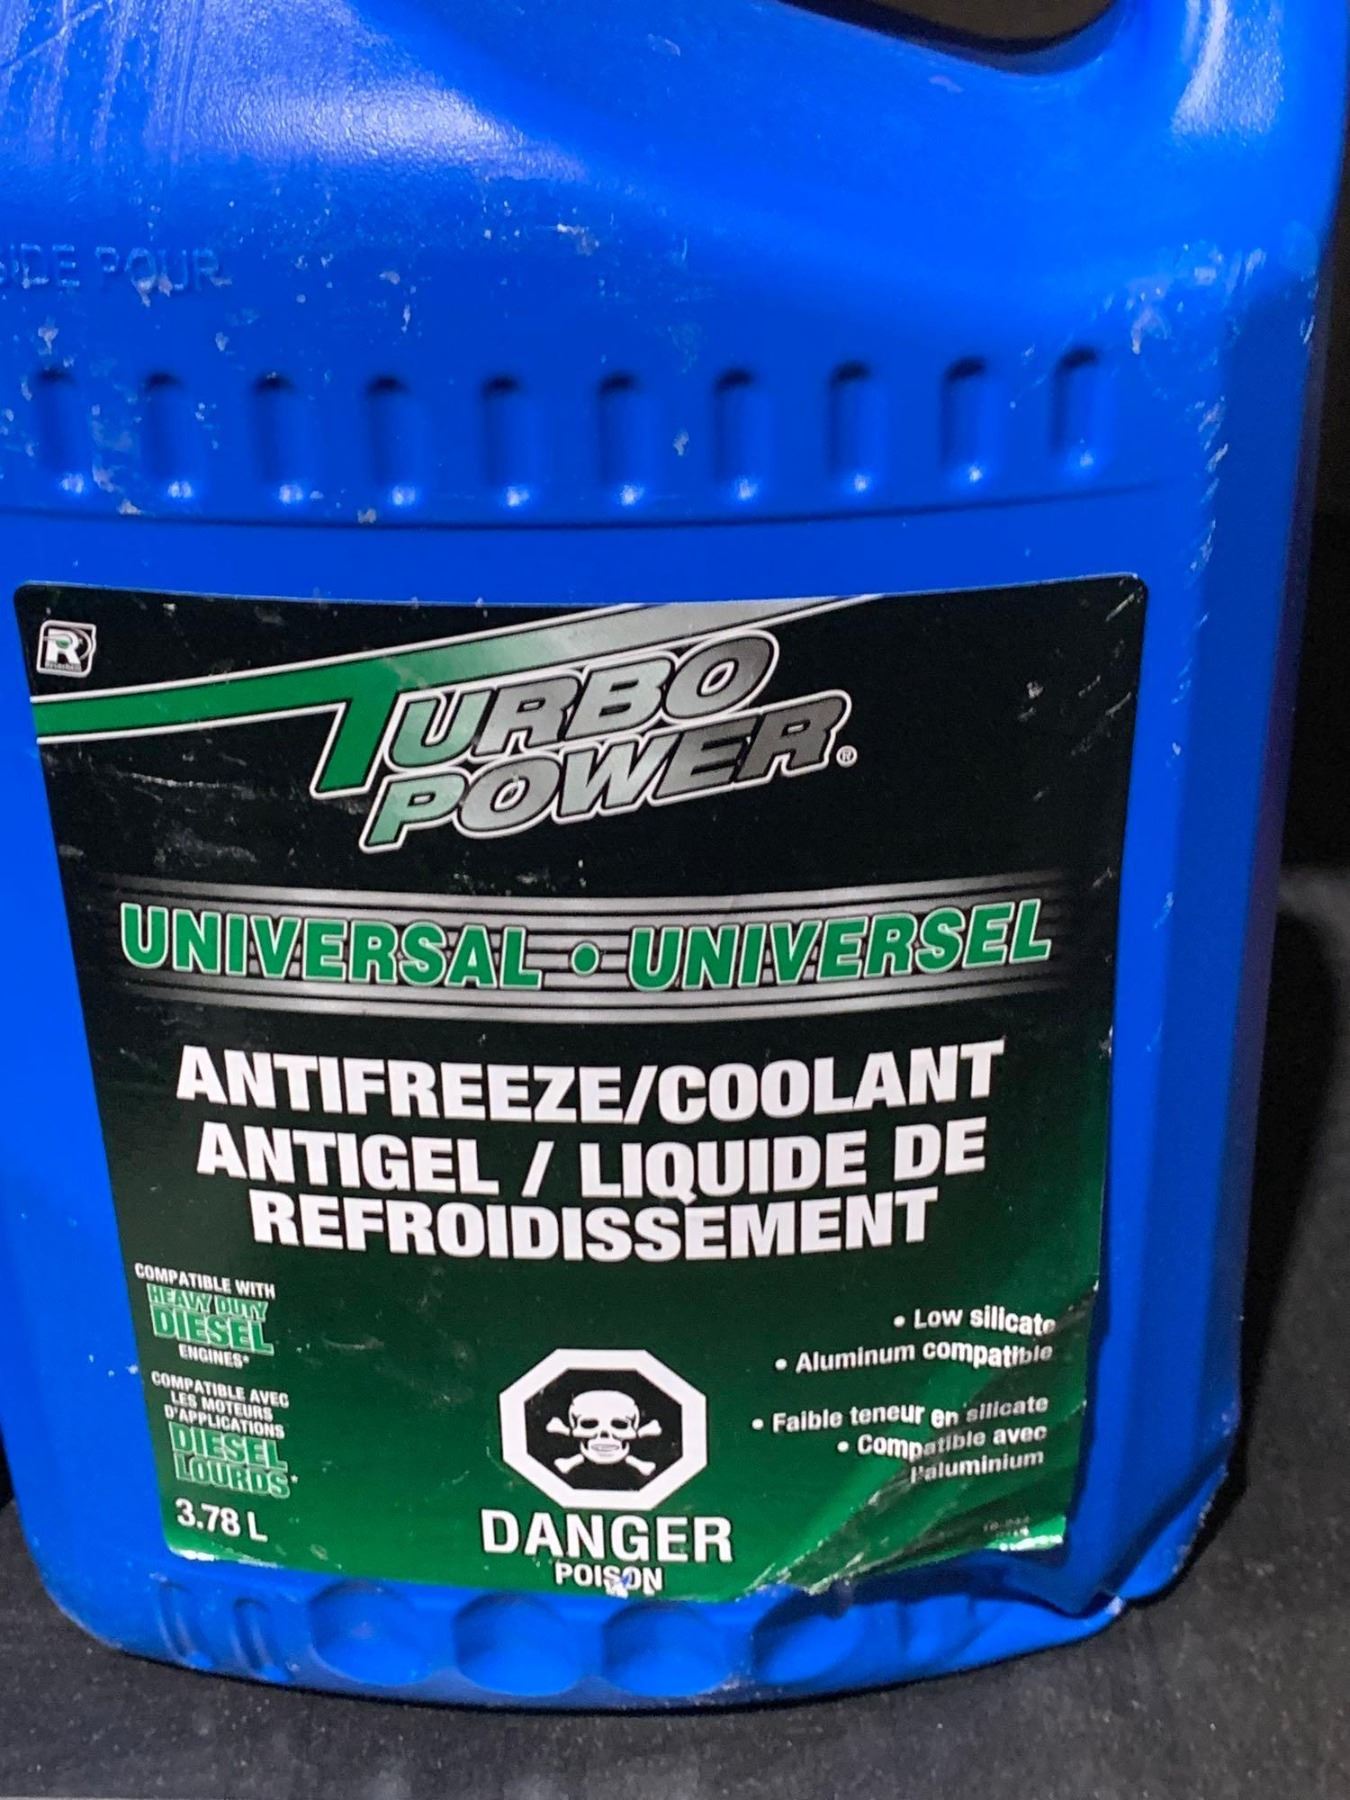 SIDE POUR
R
TURBO
POWER®
UNIVERSAL • UNIVERSEL
ANTIFREEZE/COOLANT
ANTIGEL / LIQUIDE DE
REFROIDISSEMENT
COMPATIBLE WITH
HEAVY DUTY
DIESEL
ENGINES*
COMPATIBLE AVEC
LES MOTEURS
D'APPLICATIONS
DIESEL
LOURDS*
3.78 L
• Low silicate
• Aluminum compatible
• Faible teneur en silicate
• Compatible avec
l'aluminium
DANGER
POISON